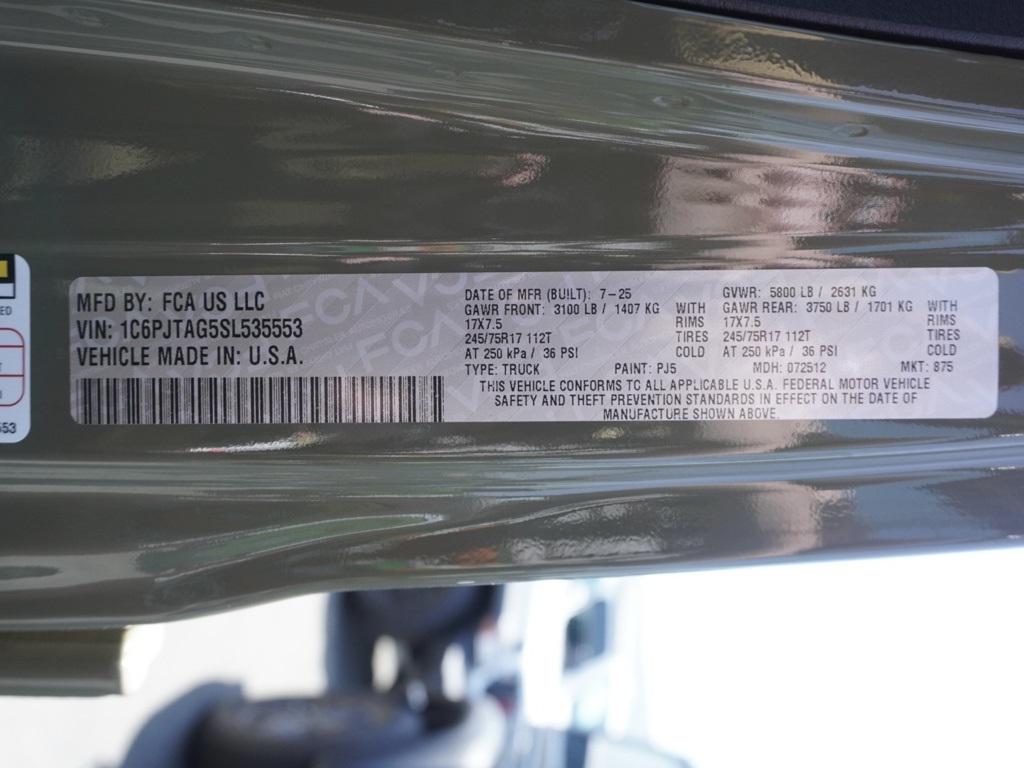 MFD BY: FCA US LLC
VIN: 1C6PJTAG5SL535553
VEHICLE MADE IN: U.S.A.
DATE OF MFR (BUILT): 7-25
GAWR FRONT: 3100 LB / 1407 KG WITH
17X7.5 RIMS
245/75R17 112T TIRES
AT 250 kPa / 36 PSI COLD
TYPE: TRUCK PAINT: PJ5
GVWR: 5800 LB / 2631 KG
GAWR REAR: 3750 LB / 1701 KG WITH
17X7.5 RIMS
245/75R17 112T TIRES
AT 250 kPa / 36 PSI COLD
MDH: 072512 MKT: 875
THIS VEHICLE CONFORMS TO ALL APPLICABLE U.S.A. FEDERAL MOTOR VEHICLE
SAFETY AND THEFT PREVENTION STANDARDS IN EFFECT ON THE DATE OF
MANUFACTURE SHOWN ABOVE.